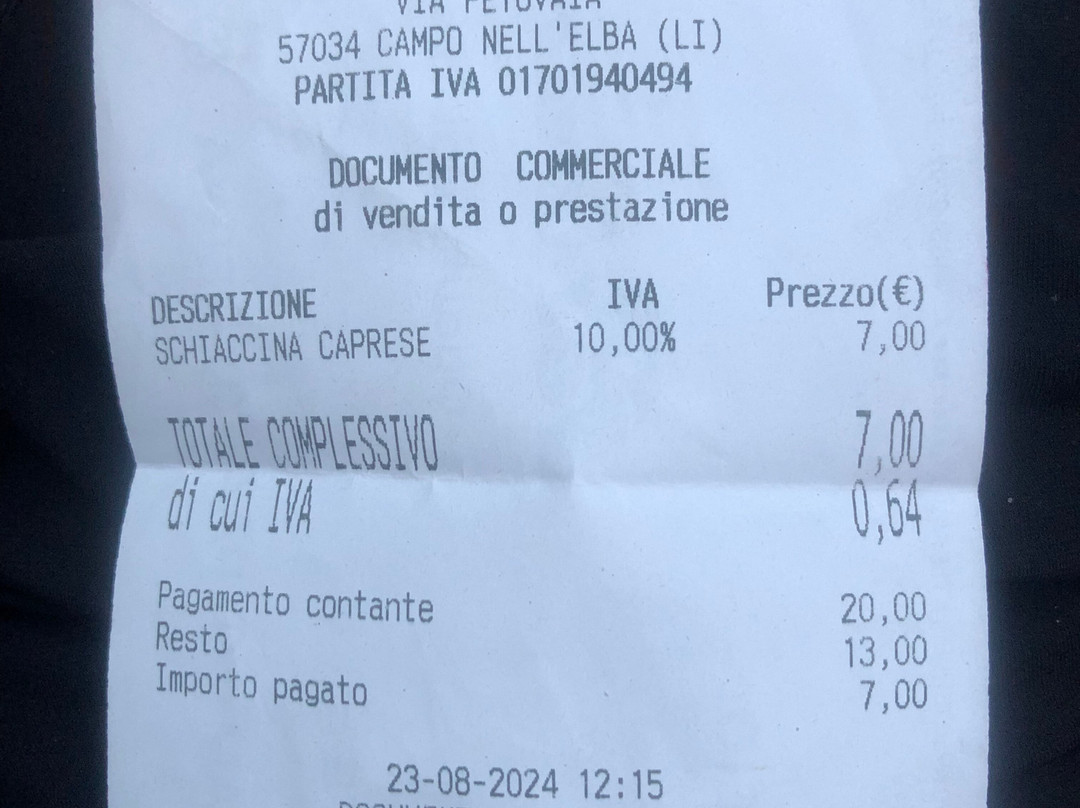 VIA FETOVAIA
57034 CAMPO NELL'ELBA (LI)
PARTITA IVA 01701940494
DOCUMENTO COMMERCIALE
di vendita o prestazione
DESCRIZIONE IVA Prezzo(€)
SCHIACCINA CAPRESE 10,00% 7,00
TOTALE COMPLESSIVO 7,00
di cui IVA 0,64
Pagamento contante 20,00
Resto 13,00
Importo pagato 7,00
23-08-2024 12:15